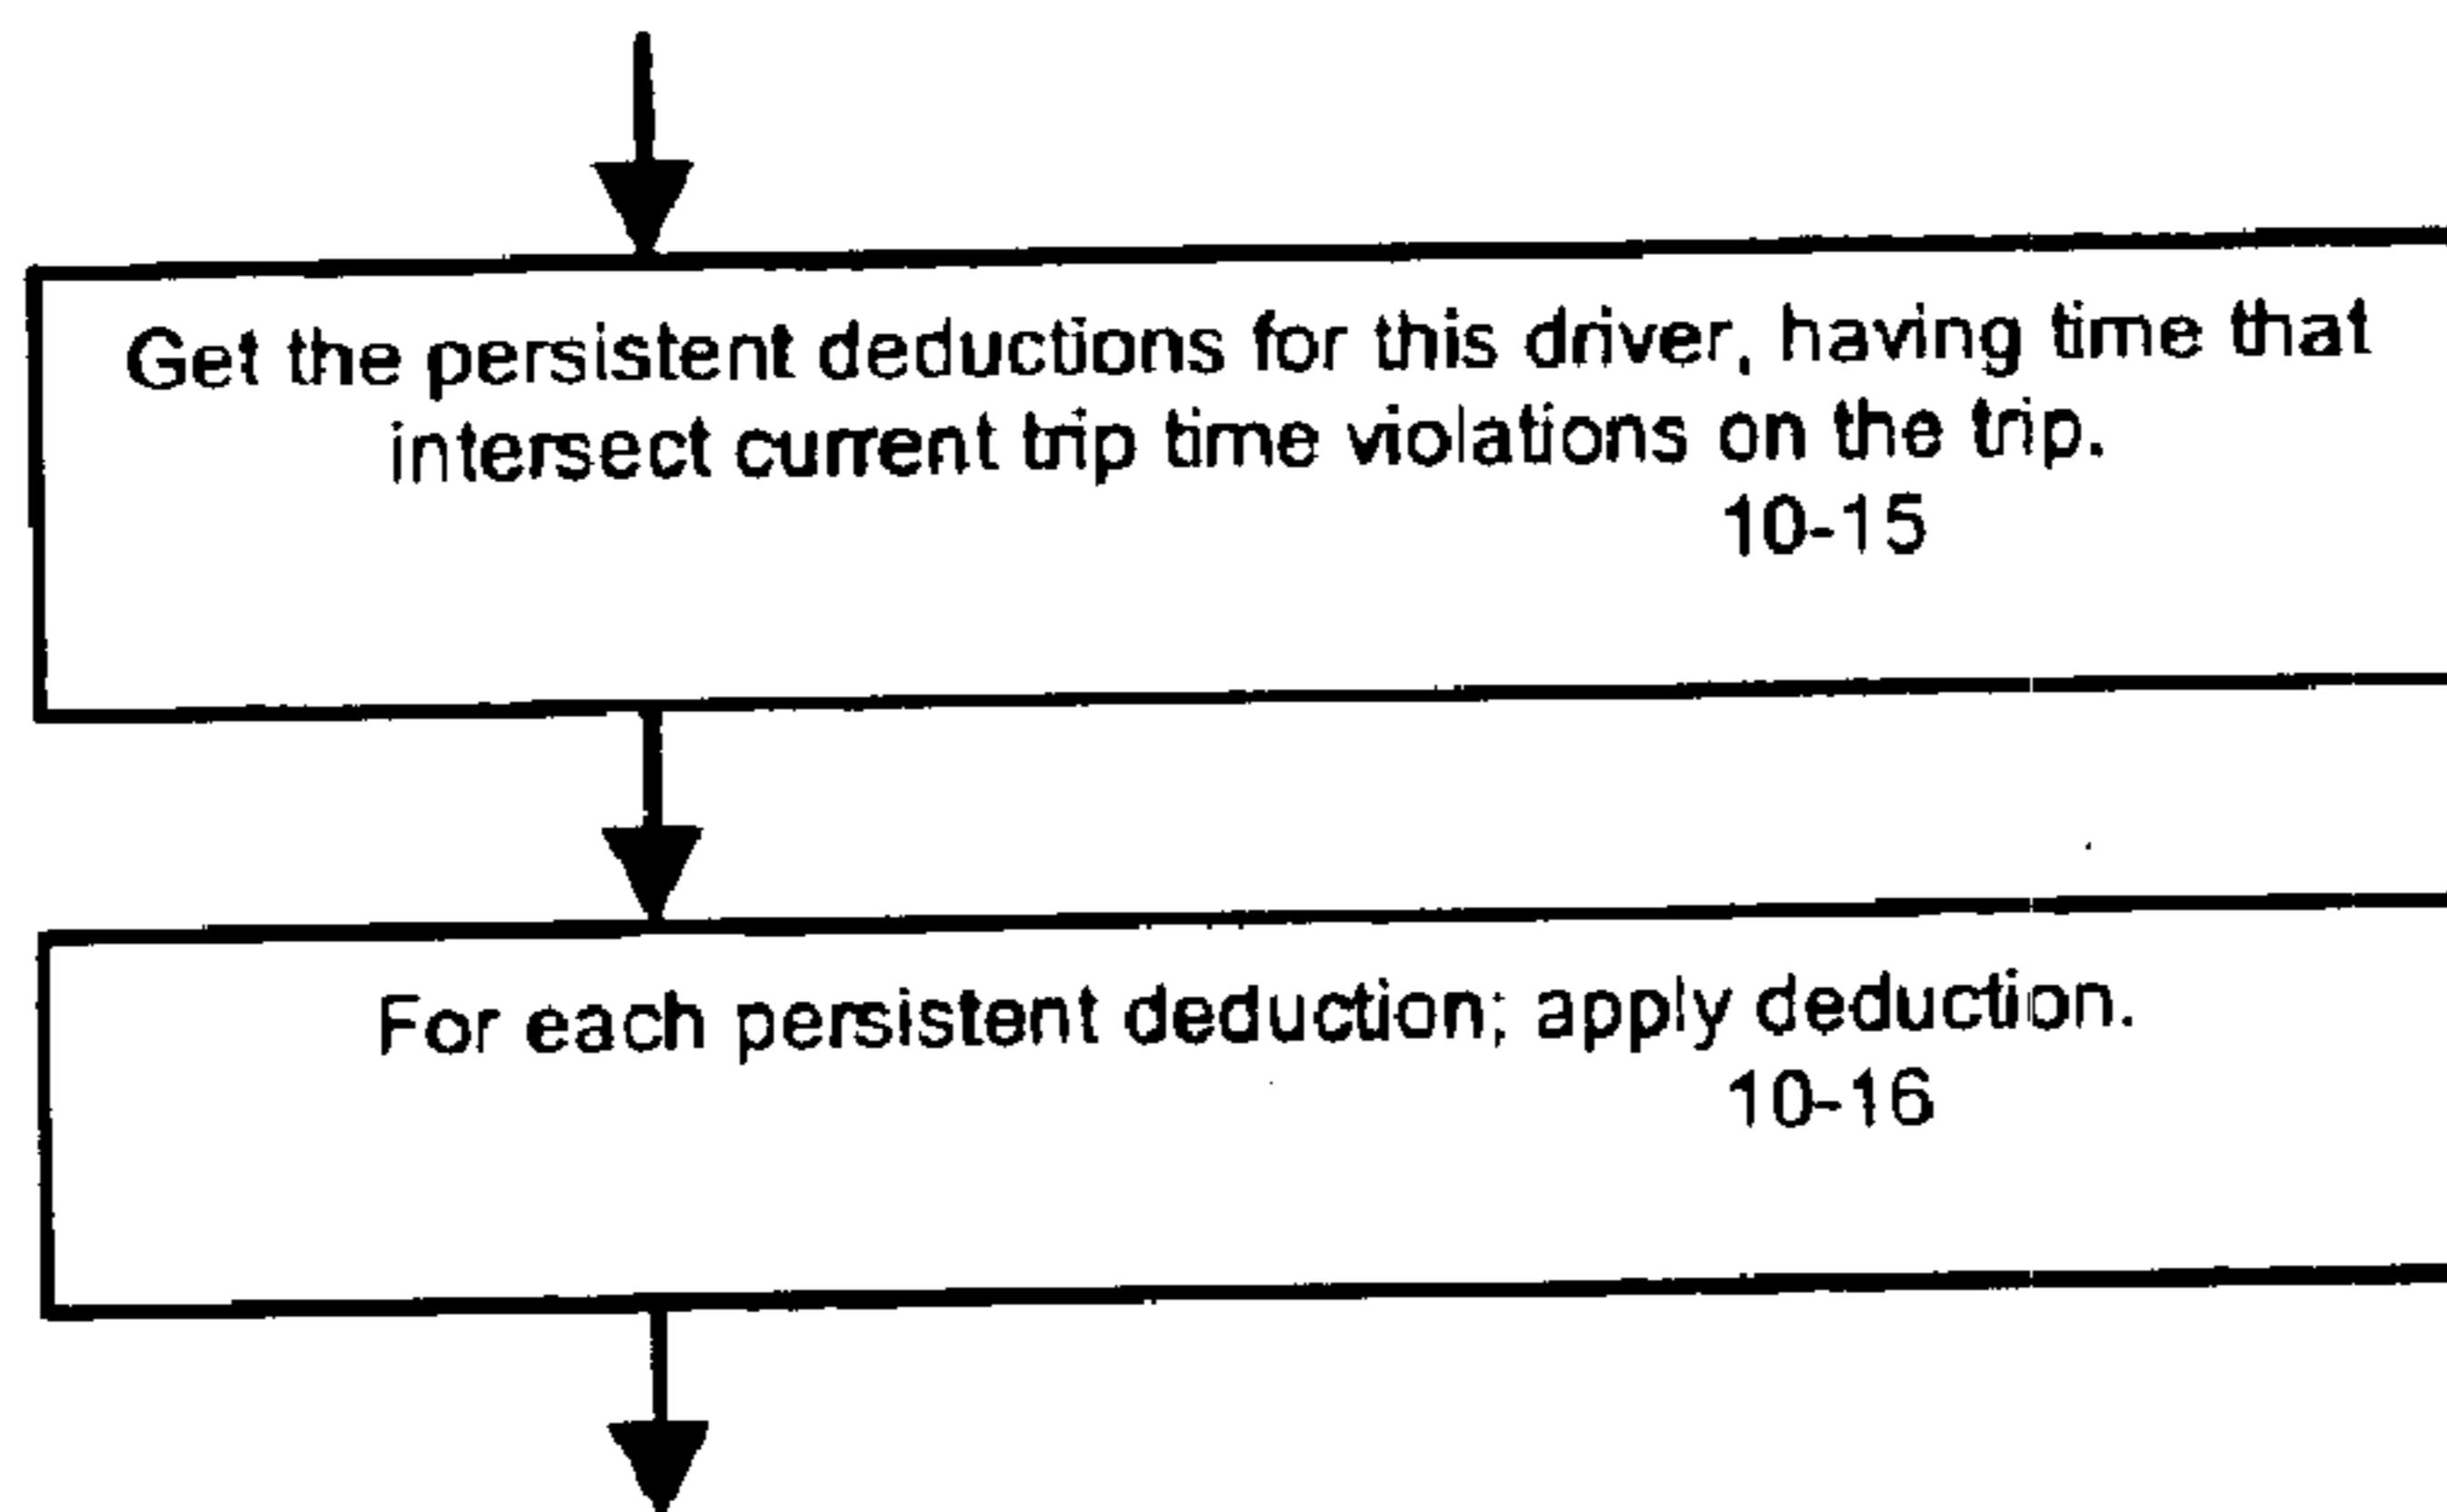 Get the persistent deductions for this driver, having time that
intersect current trip time violations on the trip.
10-15
For each persistent deduction; apply deduction.
10-16